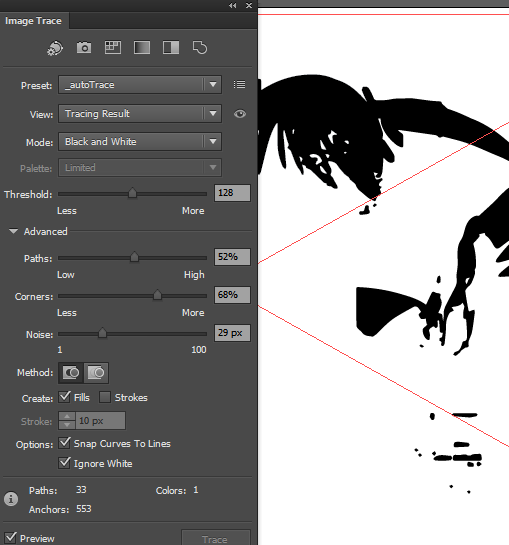 Image Trace
Preset: _autoTrace
View: Tracing Result
Mode: Black and White
Palette: Limited
Threshold: 128
Less More
Advanced
Paths: 52%
Low High
Corners: 68%
Less More
Noise: 29 px
1 100
Method:
Create: Fills Strokes
Stroke: 10 px
Options: Snap Curves To Lines
Ignore White
Paths: 33 Colors: 1
Anchors: 553
Preview Trace